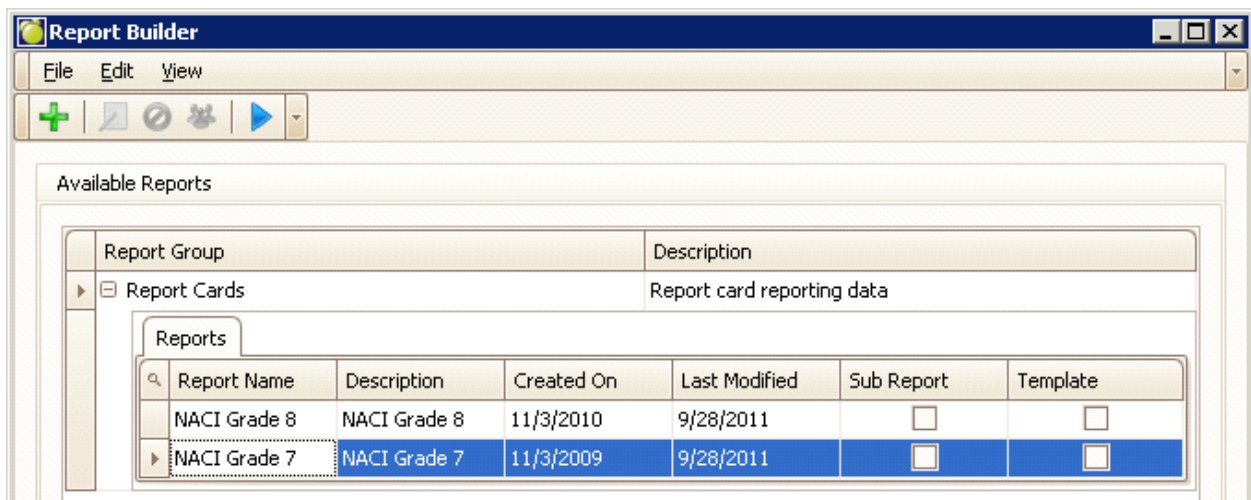 Report Builder
File Edit View
Available Reports
Report Group Description
Report Cards Report card reporting data
Reports
Report Name Description Created On Last Modified Sub Report Template
NACI Grade 8 NACI Grade 8 11/3/2010 9/28/2011
NACI Grade 7 NACI Grade 7 11/3/2009 9/28/2011